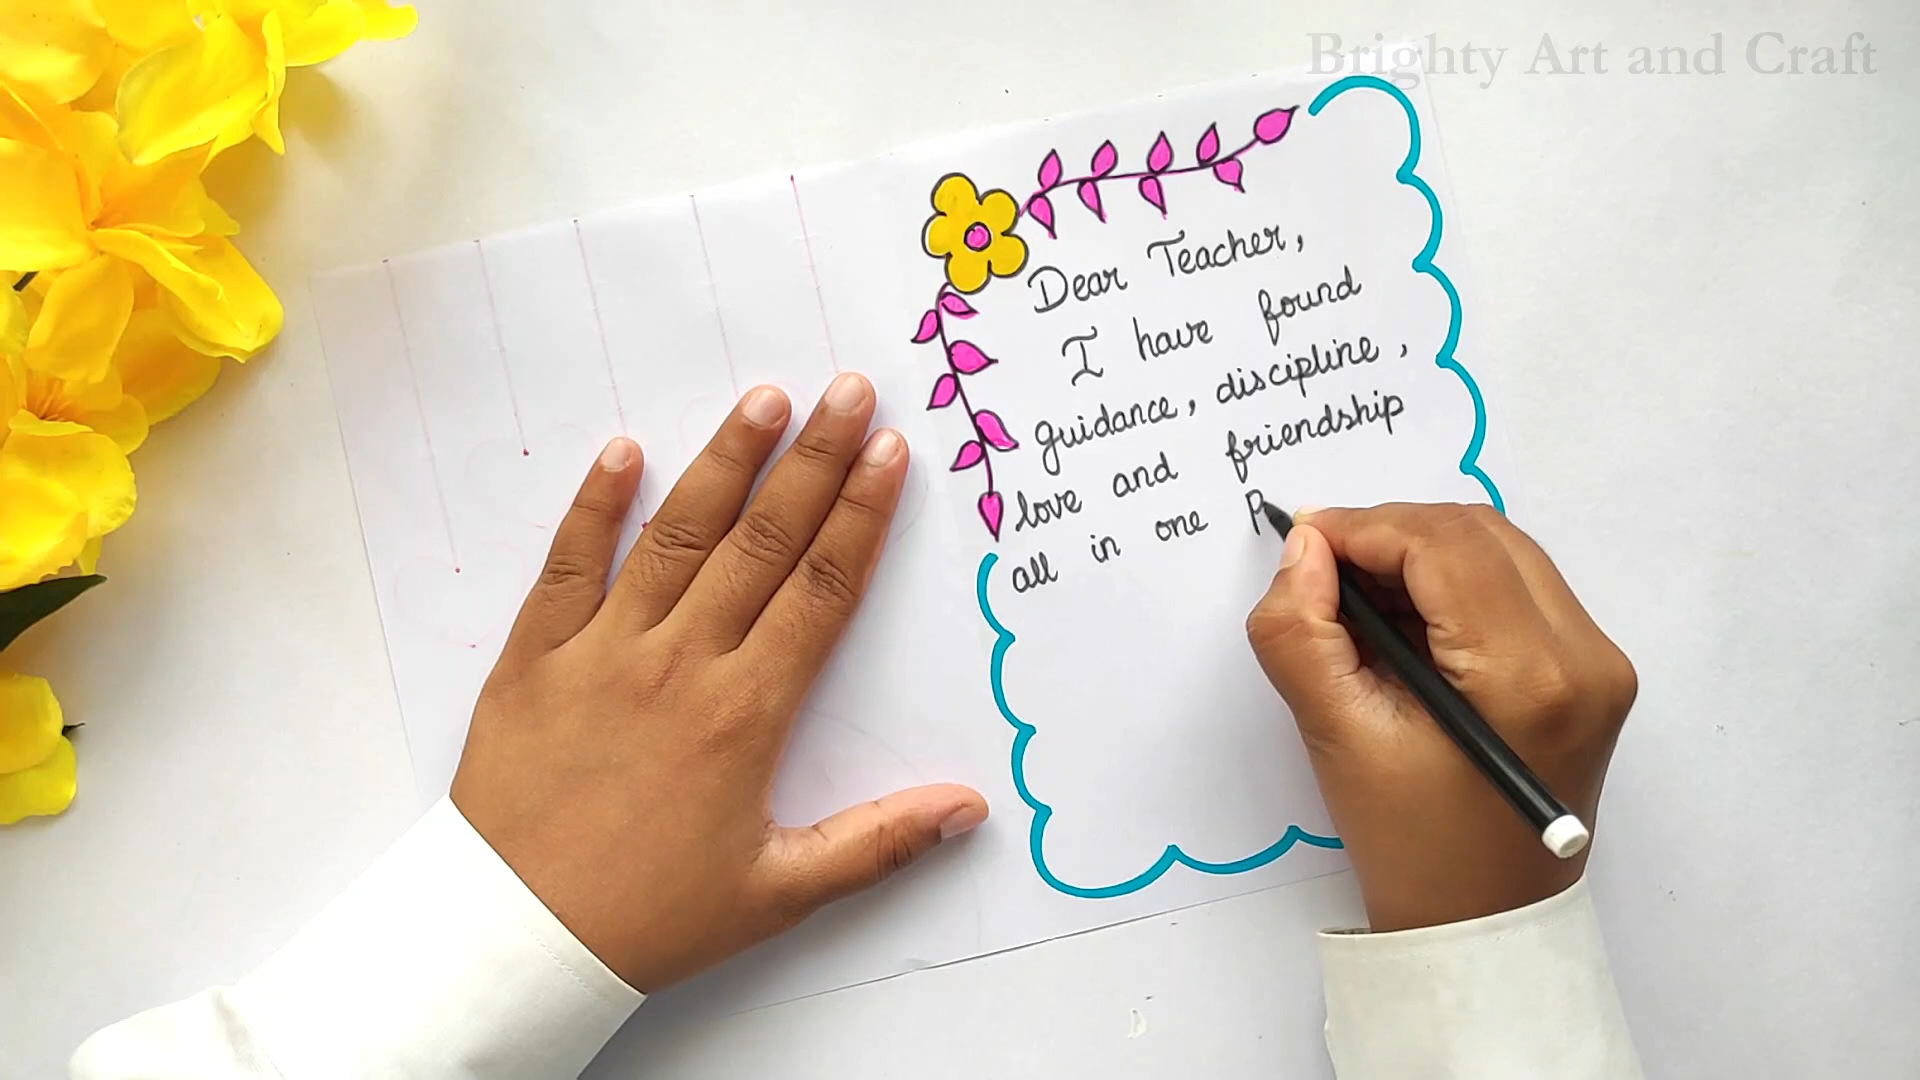 Brighty Art and Craft
Dear Teacher,
I have found
guidance, discipline,
love and friendship
all in one P